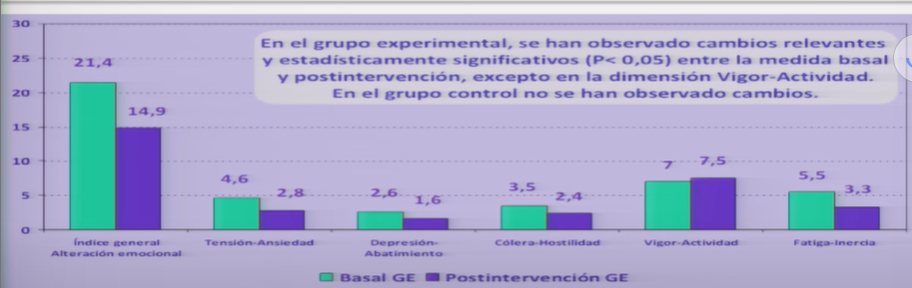 30
25
20
15
10
5
0
En el grupo experimental, se han observado cambios relevantes
y estadísticamente significativos (P< 0,05) entre la medida basal
y postintervención, excepto en la dimensión Vigor-Actividad.
En el grupo control no se han observado cambios.
21,4
14,9
4,6
2,8
2,6
1,6
3,5
2,4
7
7,5
5,5
3,3
Índice general
Alteración emocional
Tensión-Ansiedad
Depresión-
Abatimiento
Cólera-Hostilidad
Vigor-Actividad
Fatiga-Inercia
Basal GE
Postintervención GE